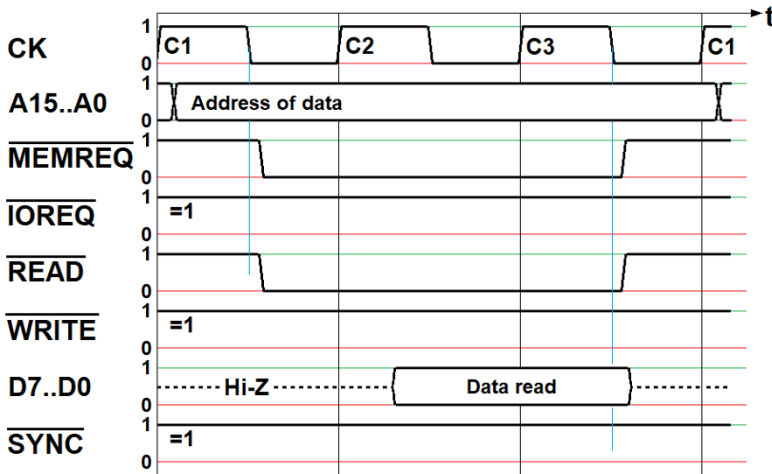 t
1
CK C1 C2 C3 C1
0
1
A15..A0 Address of data
0
1
MEMREQ
0
1
IOREQ =1
0
1
READ
0
1
WRITE =1
0
1
D7..D0 Hi-Z Data read
0
1
SYNC =1
0